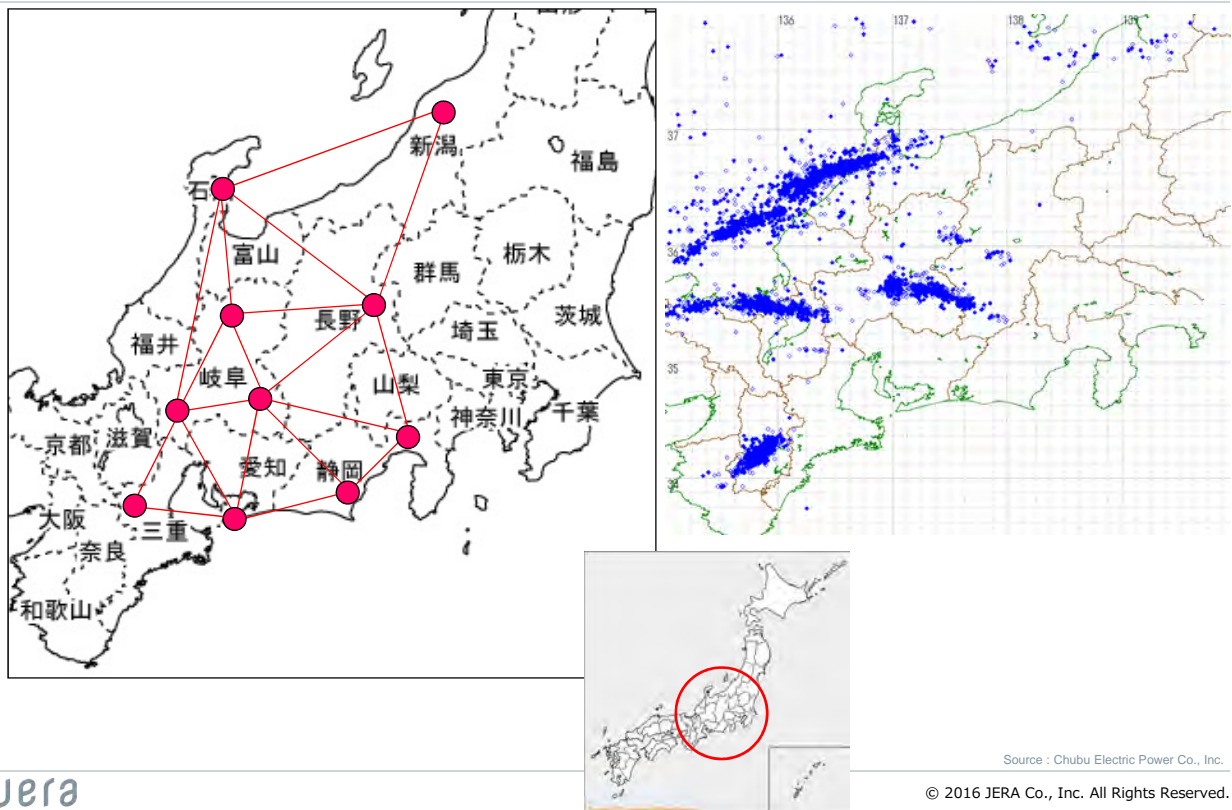 新潟
福島
石
富山
群馬
栃木
長野
茨城
福井
埼玉
岐阜
山梨
東京
神奈川
千葉
京都
滋賀
愛知
静岡
大阪
三重
奈良
和歌山
136
137
138
139
37
36
35
34
Source : Chubu Electric Power Co., Inc.
Jera
© 2016 JERA Co., Inc. All Rights Reserved.